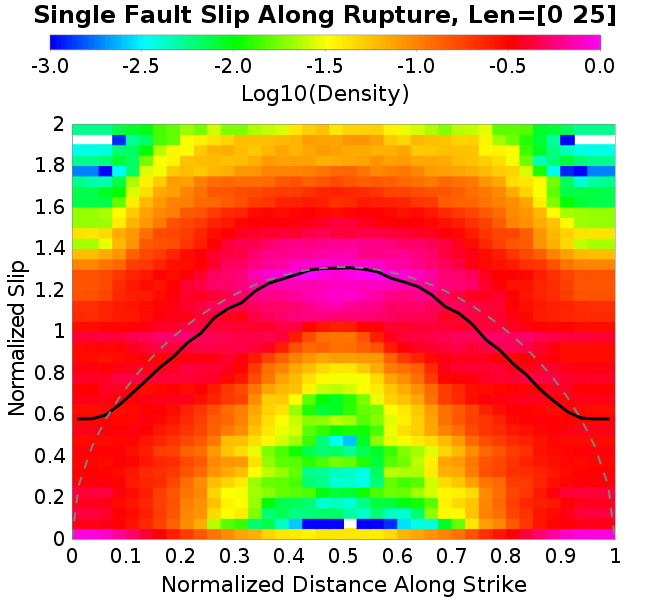 Single Fault Slip Along Rupture, Len=[0 25]
-3.0 -2.5 -2.0 -1.5 -1.0 -0.5 0.0
Log10(Density)
2
1.8
1.6
1.4
1.2
1
0.8
0.6
0.4
0.2
0
Normalized Slip
0 0.1 0.2 0.3 0.4 0.5 0.6 0.7 0.8 0.9 1
Normalized Distance Along Strike